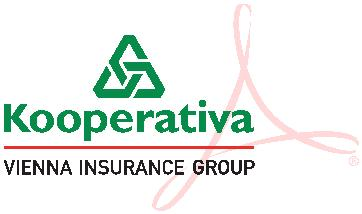 Kooperativa
VIENNA INSURANCE GROUP
®